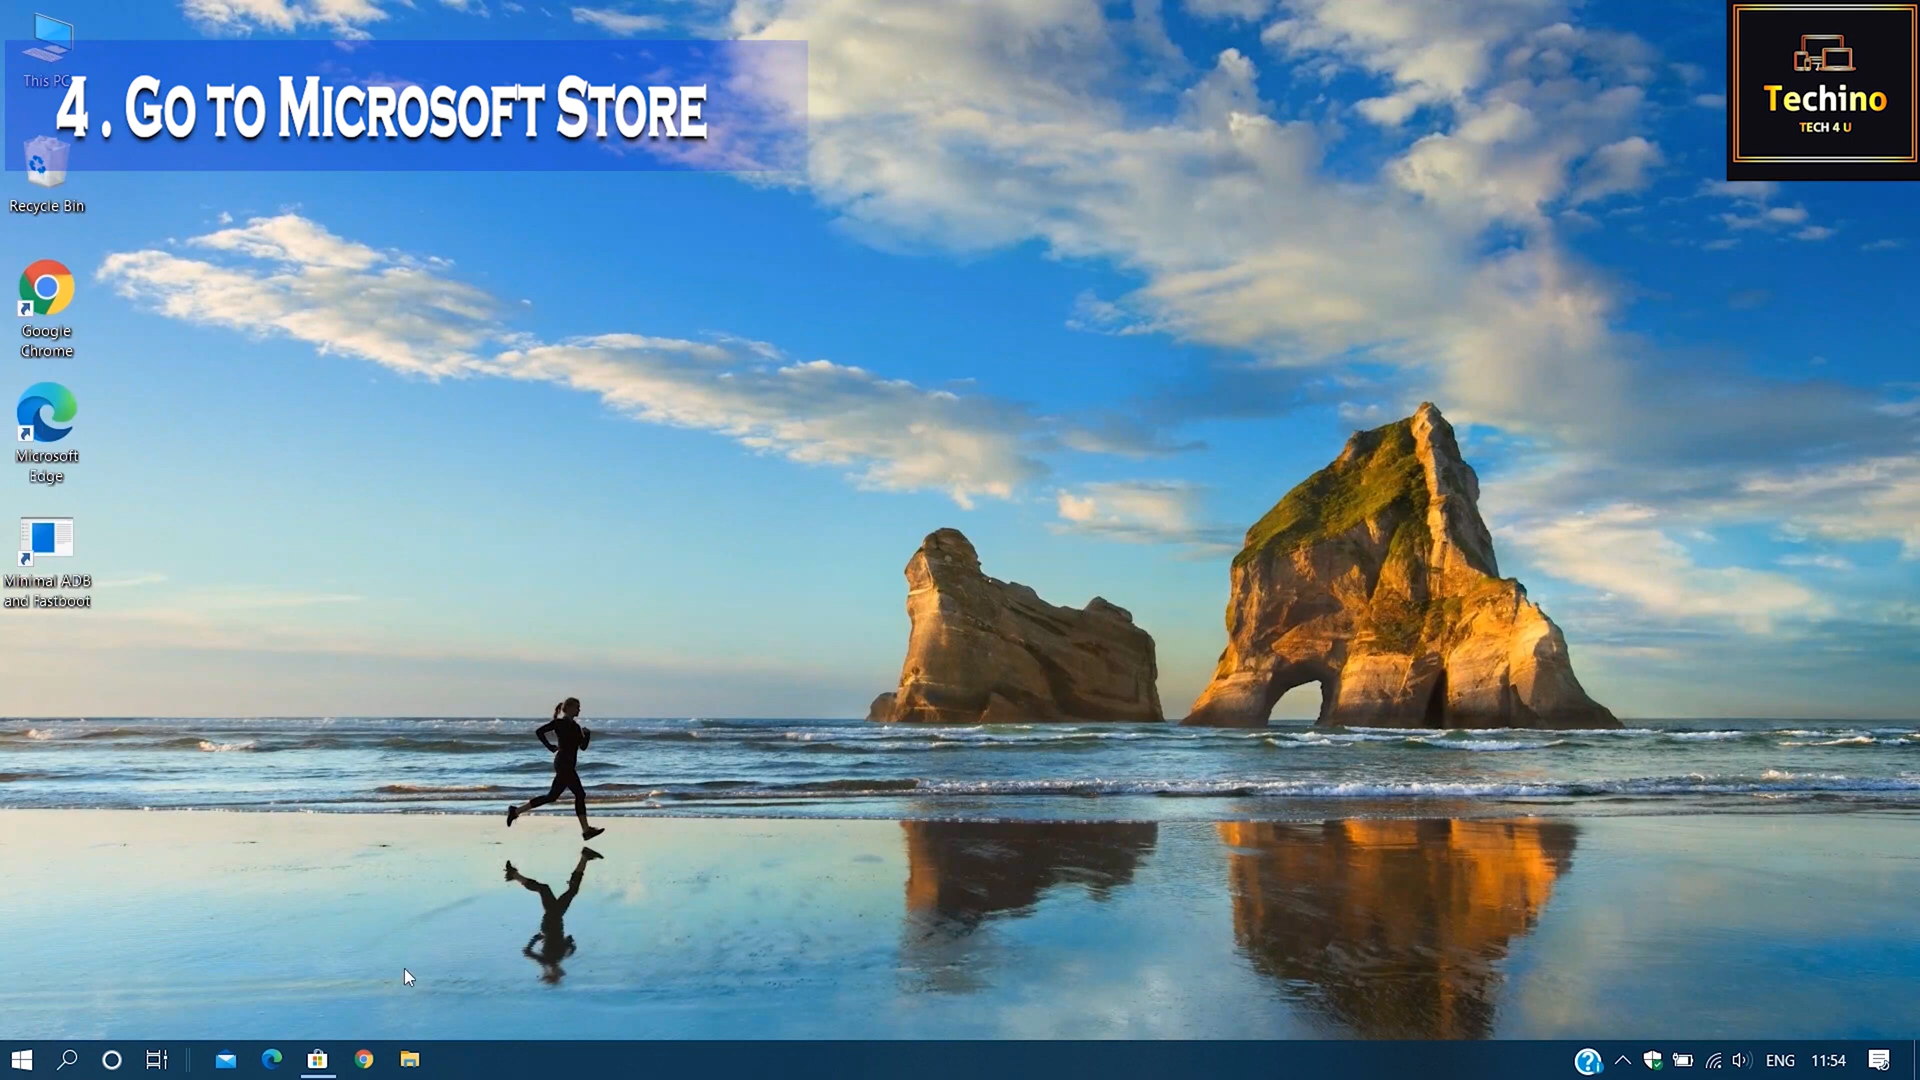 This PC
4 . Go to Microsoft Store
Techino
TECH 4 U
Recycle Bin
Google
Chrome
Microsoft
Edge
Minimal ADB
and Fastboot
ENG
11:54